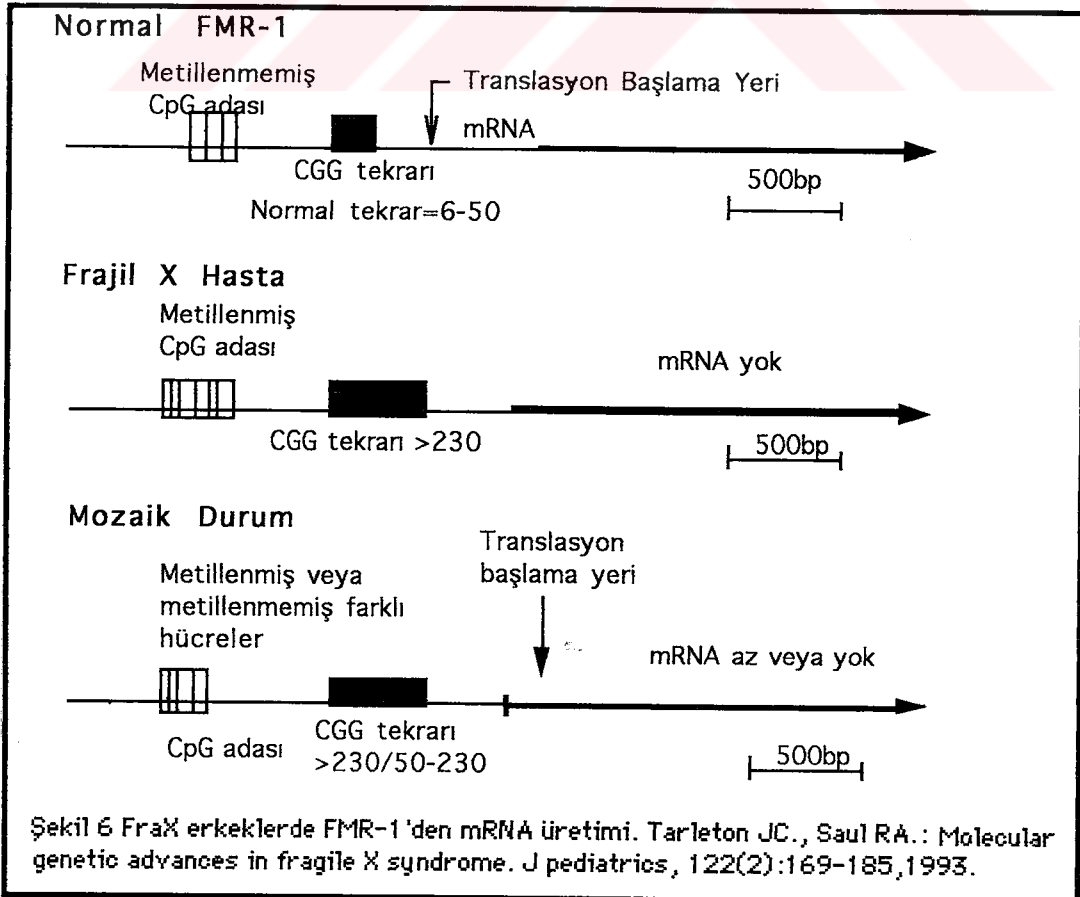 Normal FMR-1
Metillenmemiş
CpG adası
Translasyon Başlama Yeri
mRNA
CGG tekrarı
Normal tekrar=6-50
500bp
Frajil X Hasta
Metillenmiş
CpG adası
mRNA yok
CGG tekrarı >230
500bp
Mozaik Durum
Metillenmiş veya
metillenmemiş farklı
hücreler
Translasyon
başlama yeri
mRNA az veya yok
CpG adası
CGG tekrarı
>230/50-230
500bp
Şekil 6 FraX erkeklerde FMR-1'den mRNA üretimi. Tarleton JC., Saul RA.: Molecular
genetic advances in fragile X syndrome. J pediatrics, 122(2):169-185,1993.